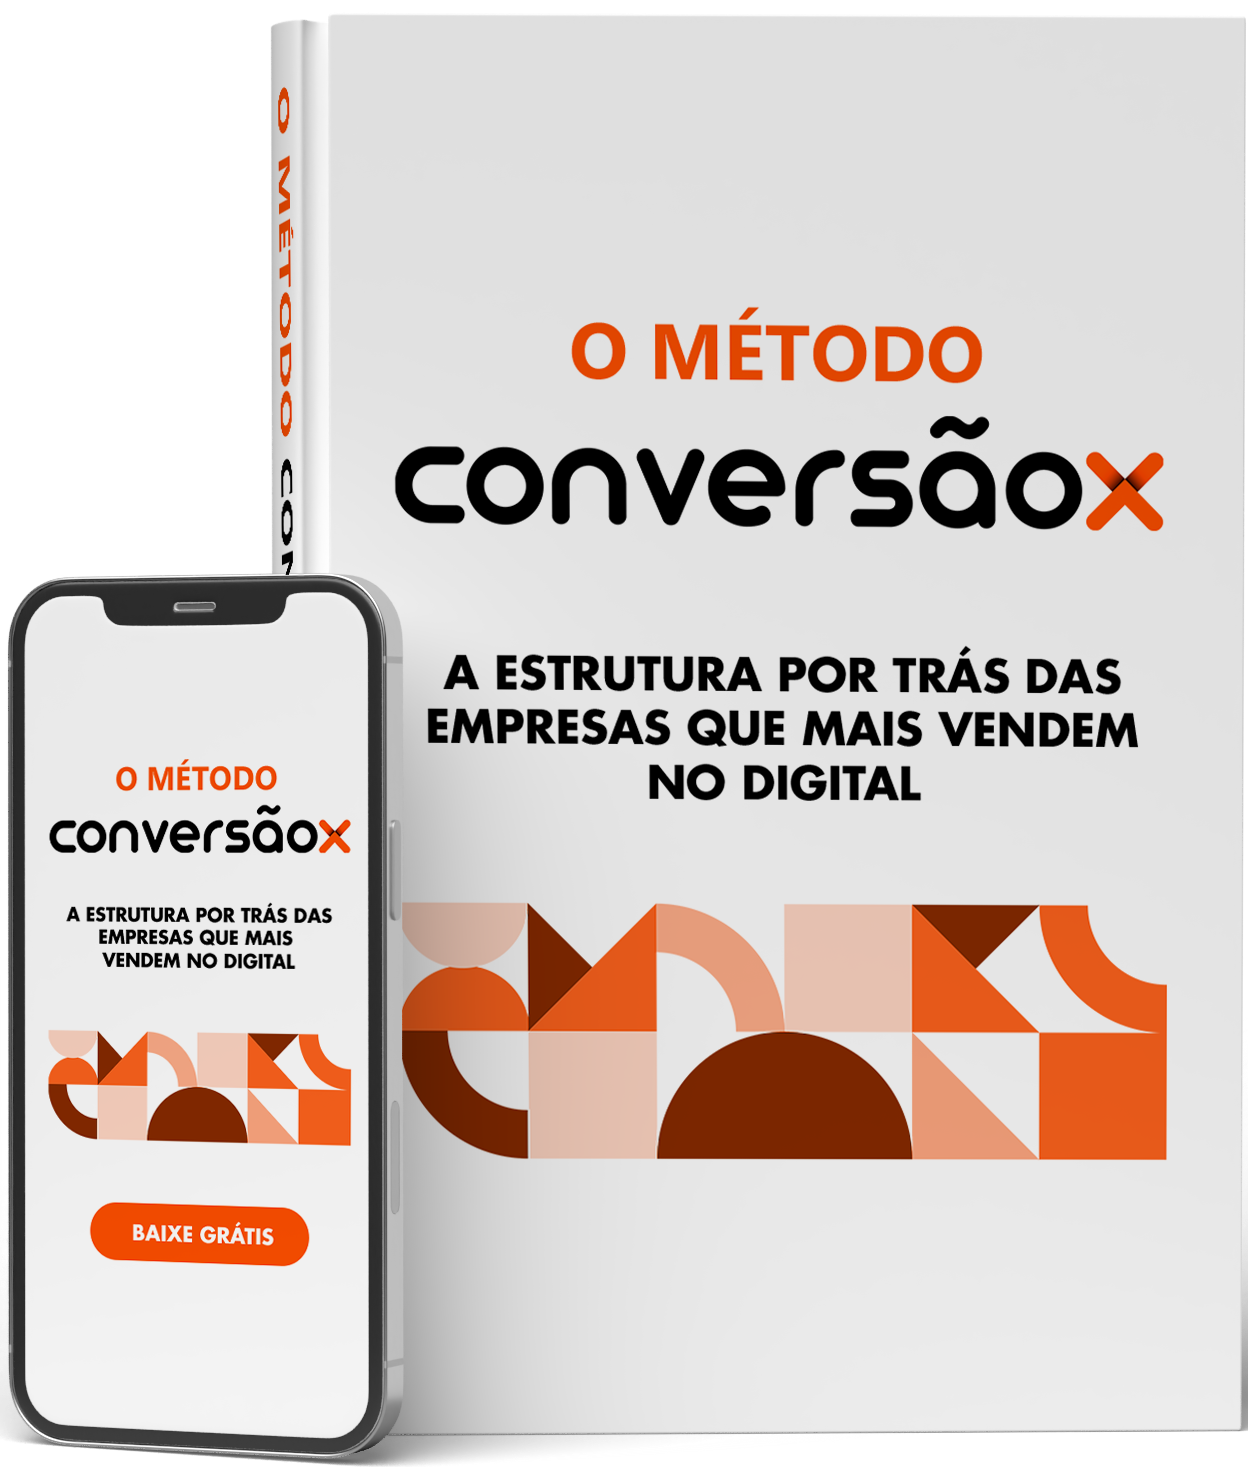 O MÉTODO CON
O MÉTODO
conversãox
A ESTRUTURA POR TRÁS DAS
EMPRESAS QUE MAIS VENDEM
NO DIGITAL
O MÉTODO
conversãox
A ESTRUTURA POR TRÁS DAS
EMPRESAS QUE MAIS
VENDEM NO DIGITAL
BAIXE GRÁTIS